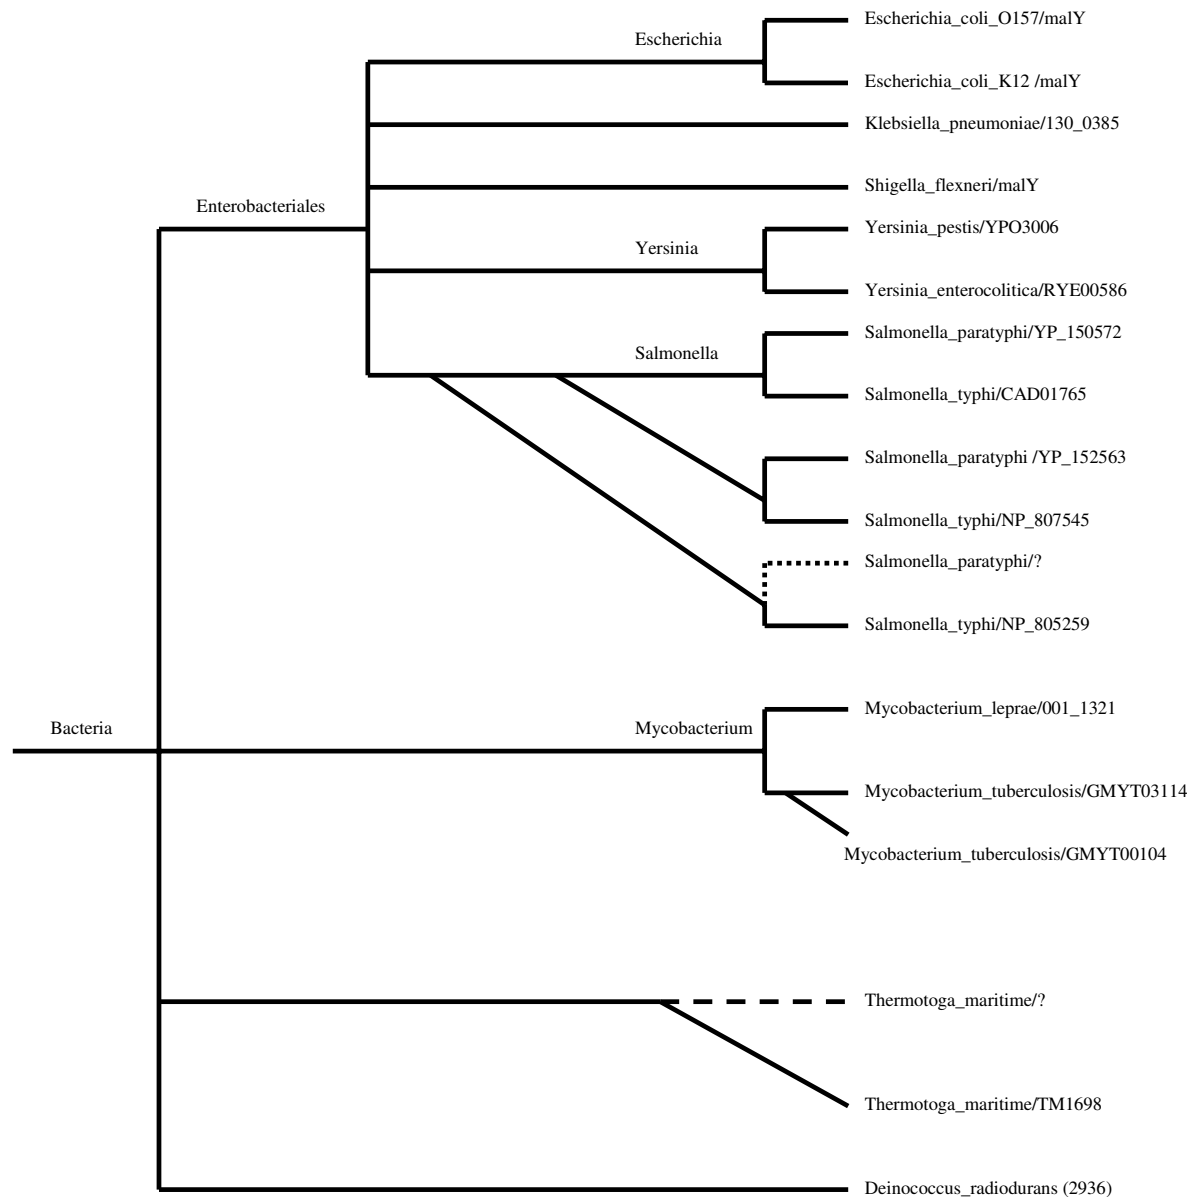 Escherichia_coli_O157/malY
Escherichia
Escherichia_coli_K12 /malY
Klebsiella_pneumoniae/130_0385
Shigella_flexneri/malY
Enterobacteriales
Yersinia_pestis/YPO3006
Yersinia
Yersinia_enterocolitica/RYE00586
Salmonella_paratyphi/YP_150572
Salmonella
Salmonella_typhi/CAD01765
Salmonella_paratyphi /YP_152563
Salmonella_typhi/NP_807545
Salmonella_paratyphi/?
Salmonella_typhi/NP_805259
Mycobacterium_leprae/001_1321
Bacteria
Mycobacterium
Mycobacterium_tuberculosis/GMYT03114
Mycobacterium_tuberculosis/GMYT00104
Thermotoga_maritime/?
Thermotoga_maritime/TM1698
Deinococcus_radiodurans (2936)